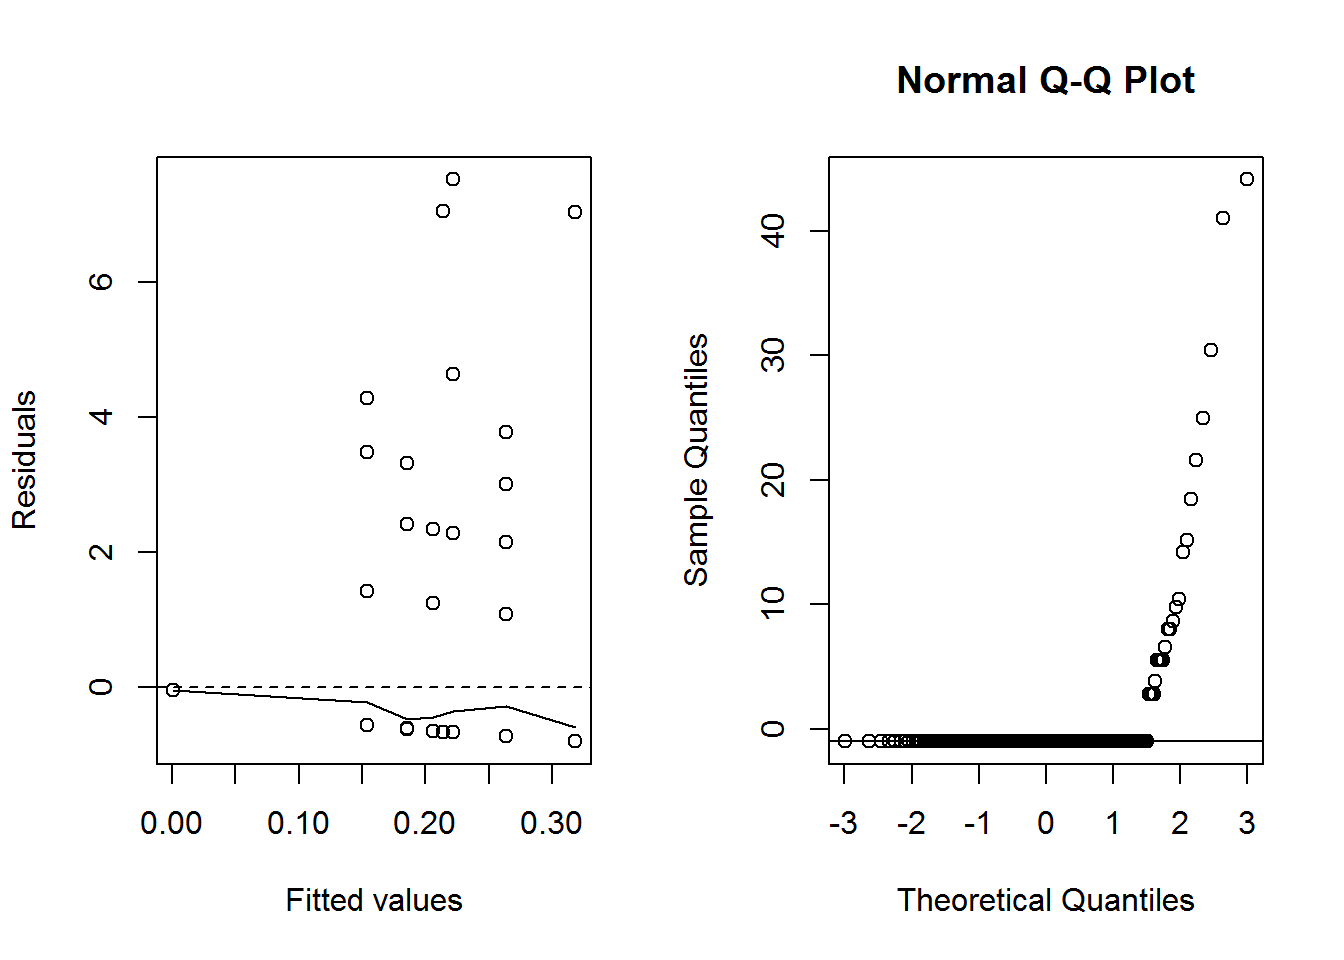 Residuals
6
4
2
0
0.00 0.10 0.20 0.30
Fitted values
Normal Q-Q Plot
Sample Quantiles
40
30
20
10
0
-3 -2 -1 0 1 2 3
Theoretical Quantiles